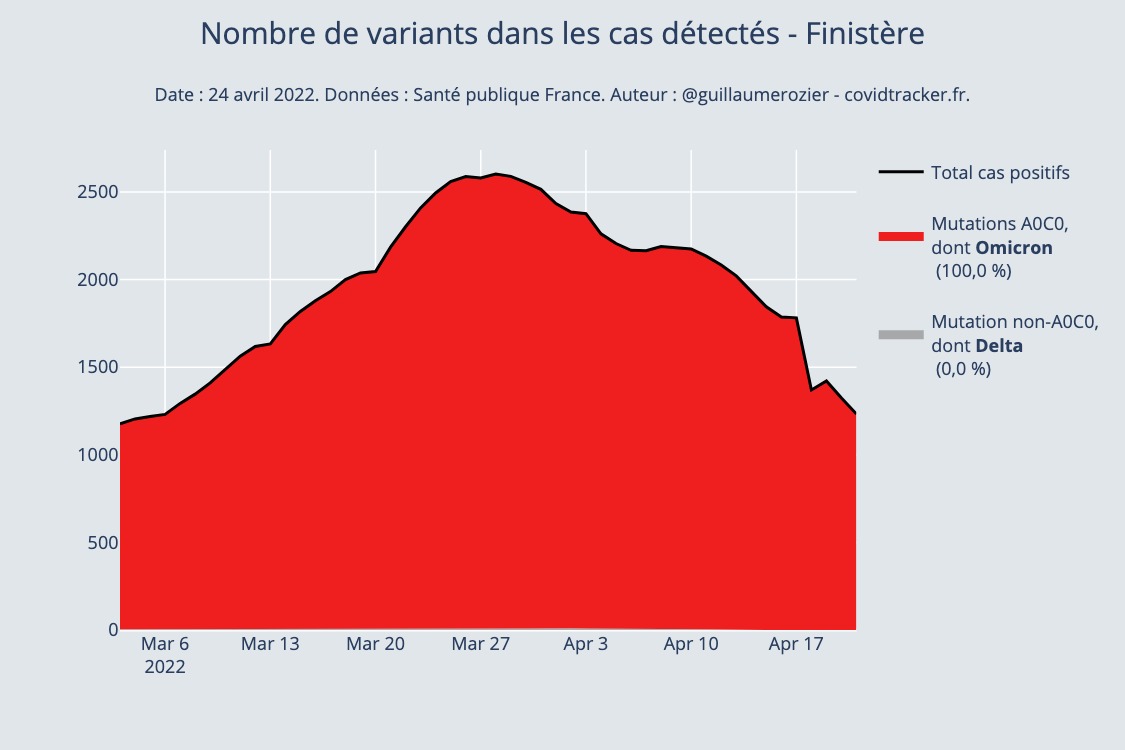 Nombre de variants dans les cas détectés - Finistère
Date : 24 avril 2022. Données : Santé publique France. Auteur : @guillaumerozier - covidtracker.fr.
2500
2000
1500
1000
500
0
Mar 6
2022
Mar 13
Mar 20
Mar 27
Apr 3
Apr 10
Apr 17
Total cas positifs
Mutations A0C0,
dont Omicron
(100,0 %)
Mutation non-A0C0,
dont Delta
(0,0 %)